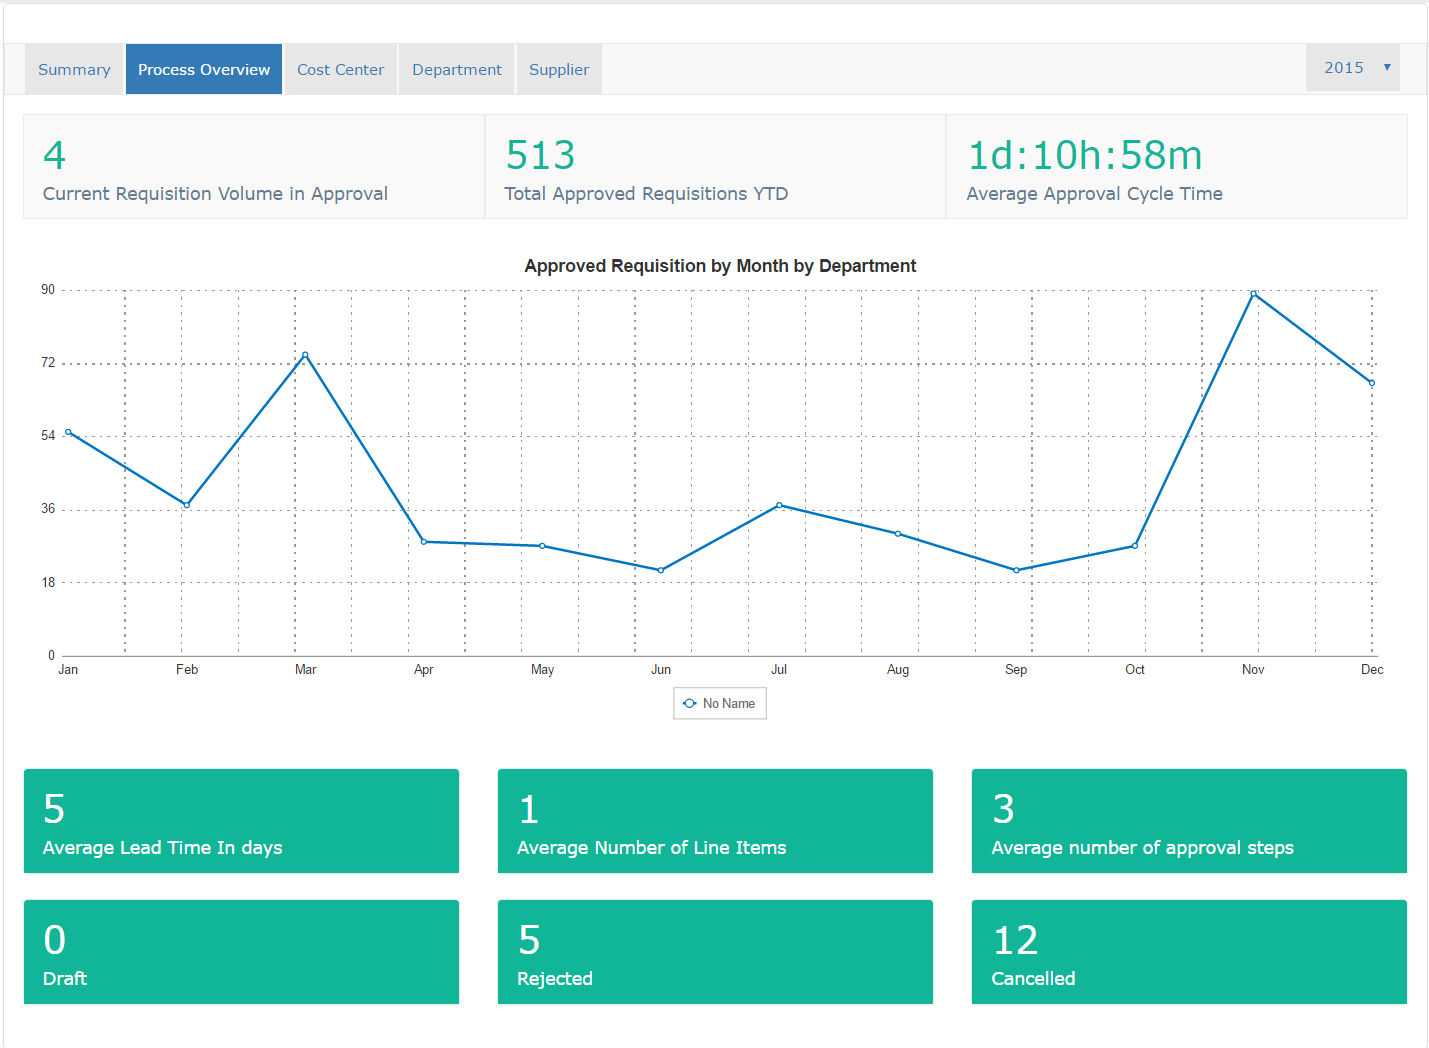 Summary Process Overview Cost Center Department Supplier 2015 ▼
4 513 1d:10h:58m
Current Requisition Volume in Approval Total Approved Requisitions YTD Average Approval Cycle Time
Approved Requisition by Month by Department
90
72
54
36
18
0
Jan Feb Mar Apr May Jun Jul Aug Sep Oct Nov Dec
No Name
5 1 3
Average Lead Time In days Average Number of Line Items Average number of approval steps
0 5 12
Draft Rejected Cancelled